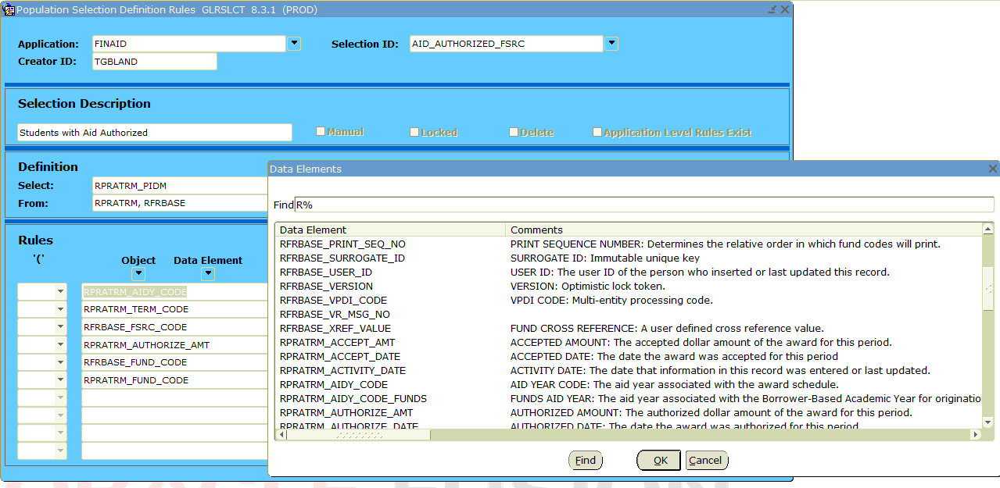 Population Selection Definition Rules GLRSLCT 8.3.1 (PROD)
Application: FINAID Selection ID: AID_AUTHORIZED_FSRC
Creator ID: TGBLAND
Selection Description
Students with Aid Authorized Manual Locked Delete Application Level Rules Exist
Definition
Select: RPRATRM_PIDM
From: RPRATRM, RFRBASE
Rules
'('
Object Data Element
RPRATRM_AIDY_CODE
RPRATRM_TERM_CODE
RFRBASE_FSRC_CODE
RPRATRM_AUTHORIZE_AMT
RFRBASE_FUND_CODE
RPRATRM_FUND_CODE
Data Elements
Find R%
Data Element Comments
RFRBASE_PRINT_SEQ_NO PRINT SEQUENCE NUMBER: Determines the relative order in which fund codes will print.
RFRBASE_SURROGATE_ID SURROGATE ID: Immutable unique key
RFRBASE_USER_ID USER ID: The user ID of the person who inserted or last updated this record.
RFRBASE_VERSION VERSION: Optimistic lock token.
RFRBASE_VPDI_CODE VPDI CODE: Multi-entity processing code.
RFRBASE_VR_MSG_NO
RFRBASE_XREF_VALUE FUND CROSS REFERENCE: A user defined cross reference value.
RPRATRM_ACCEPT_AMT ACCEPTED AMOUNT: The accepted dollar amount of the award for this period.
RPRATRM_ACCEPT_DATE ACCEPTED DATE: The date the award was accepted for this period
RPRATRM_ACTIVITY_DATE ACTIVITY DATE: The date that information in this record was entered or last updated.
RPRATRM_AIDY_CODE AID YEAR CODE: The aid year associated with the award schedule.
RPRATRM_AIDY_CODE_FUNDS FUNDS AID YEAR: The aid year associated with the Borrower-Based Academic Year for originatio
RPRATRM_AUTHORIZE_AMT AUTHORIZED AMOUNT: The authorized dollar amount of the award for this period.
RPRATRM_AUTHORIZE_DATE AUTHORIZED DATE: The date the award was authorized for this period
Find OK Cancel